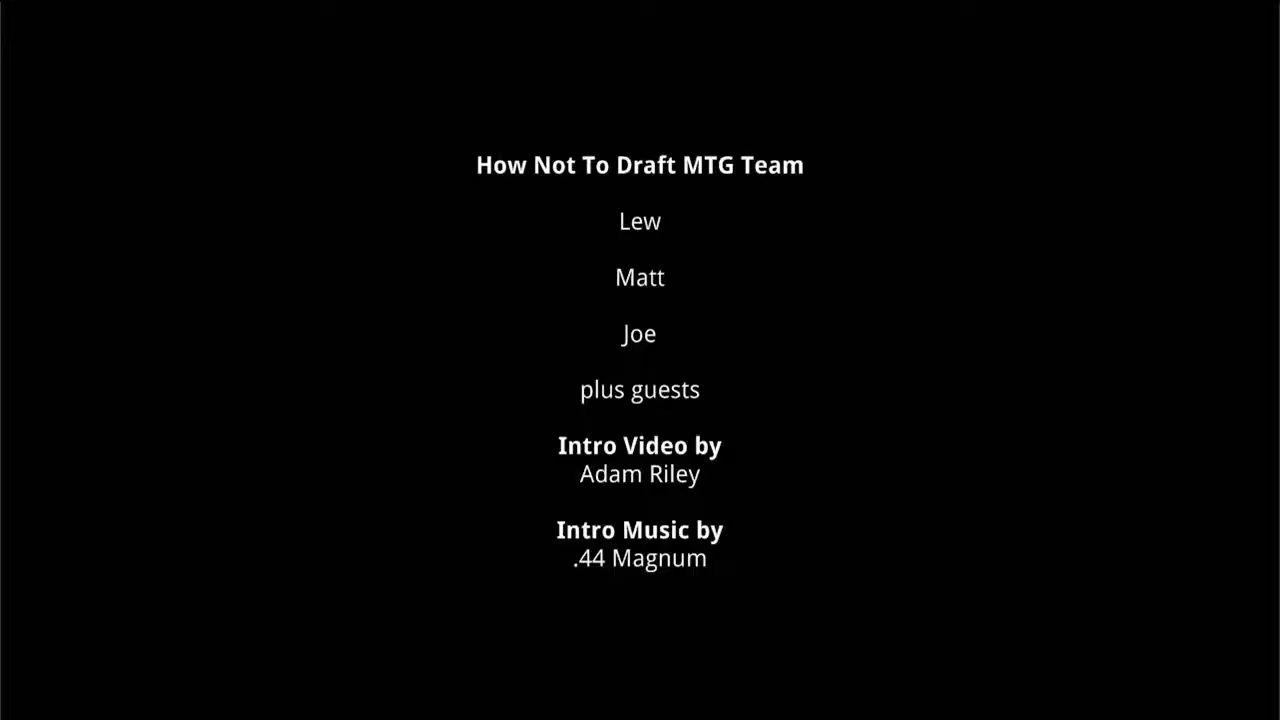 How Not To Draft MTG Team
Lew
Matt
Joe
plus guests
Intro Video by
Adam Riley
Intro Music by
.44 Magnum